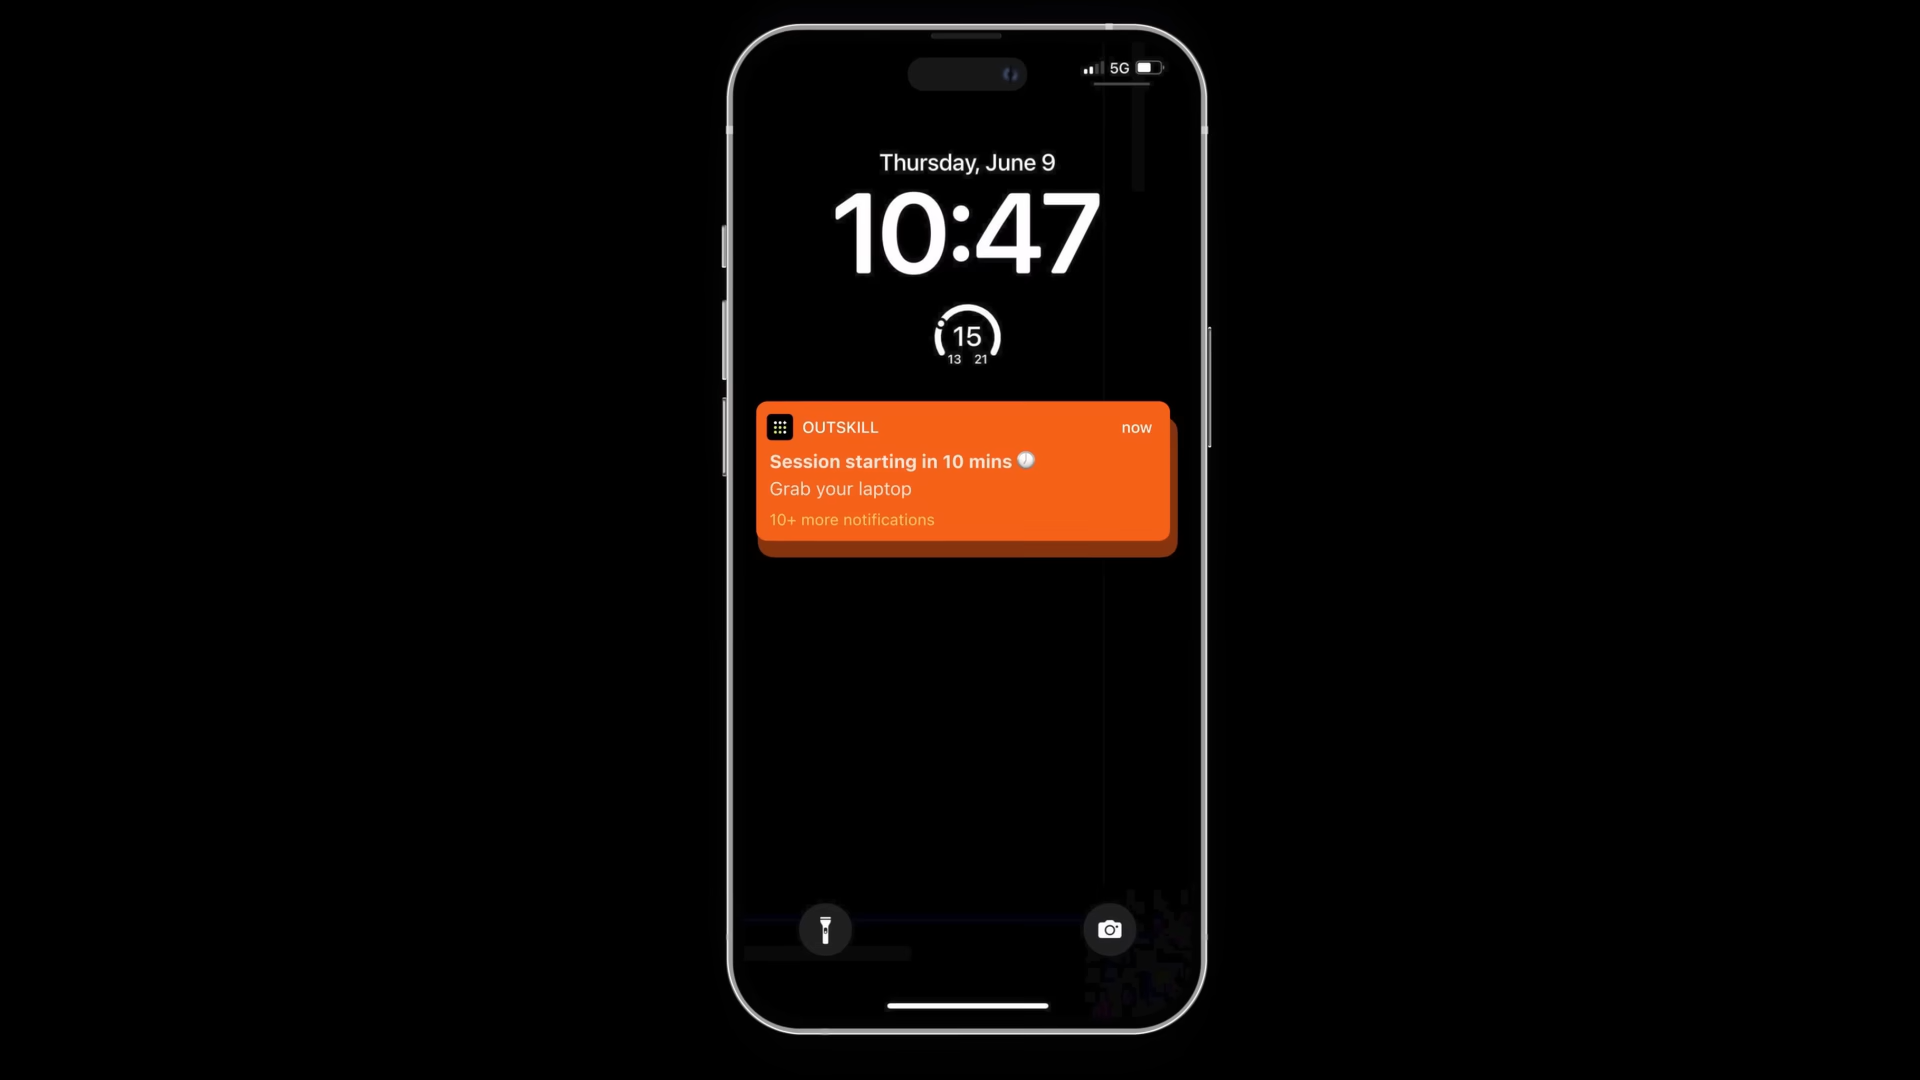 5G
Thursday, June 9
10:47
15
13 21
OUTSKILL now
Session starting in 10 mins 🕖
Grab your laptop
10+ more notifications